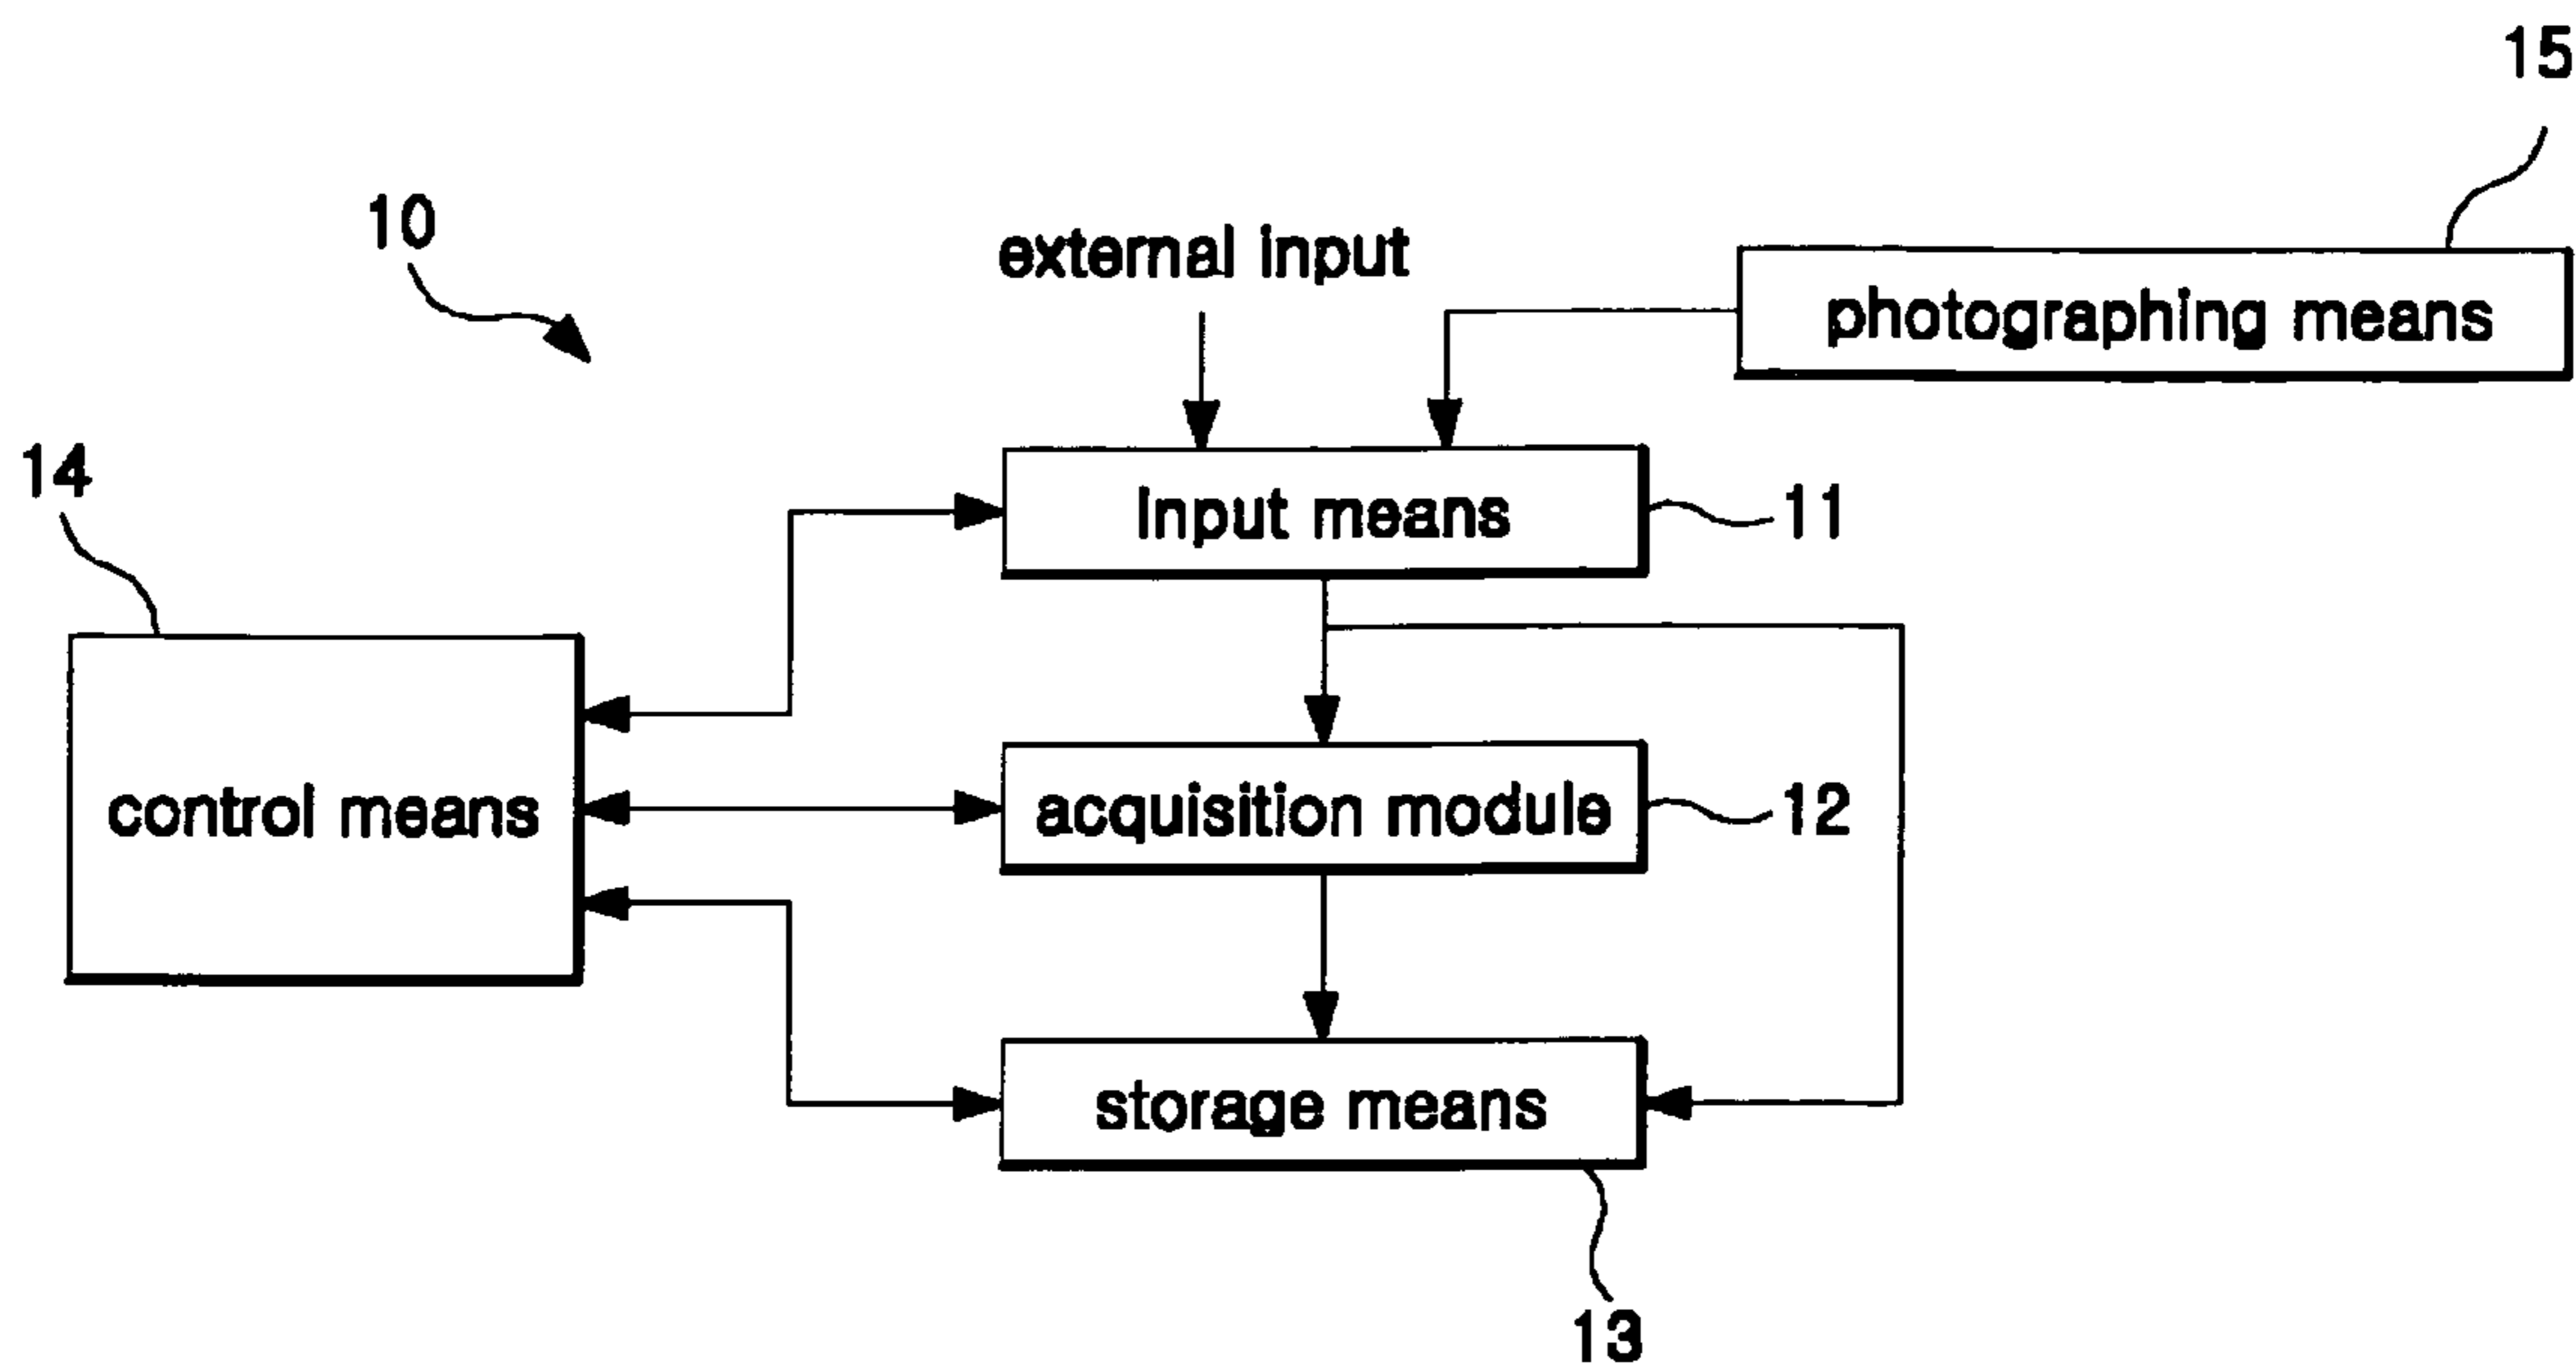 15
10
external input
photographing means
14
input means
11
control means
acquisition module
12
storage means
13